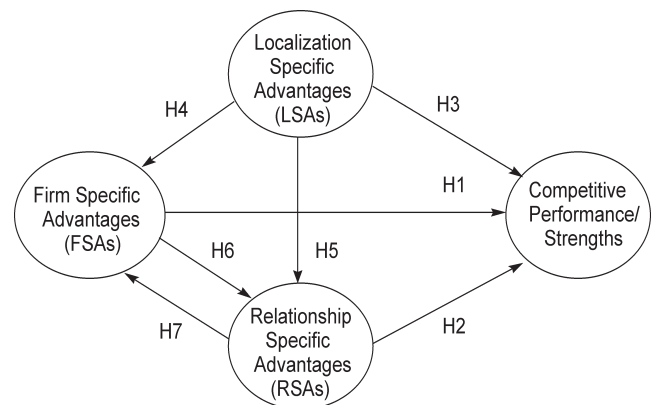 Localization
Specific
Advantages
(LSAs)
H4
H3
Firm Specific
Advantages
(FSAs)
H1
Competitive
Performance/
Strengths
H6
H5
H7
H2
Relationship
Specific
Advantages
(RSAs)